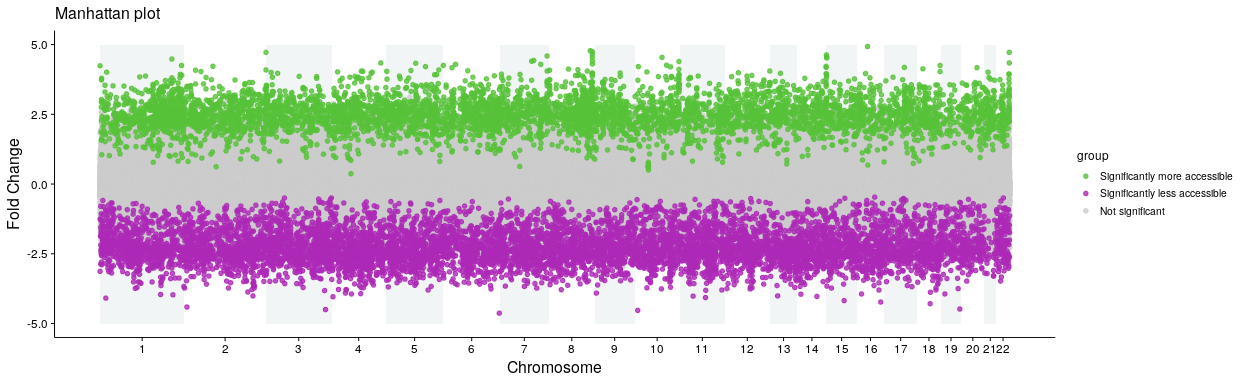 Manhattan plot
Fold Change
5.0
2.5
0.0
-2.5
-5.0
1 2 3 4 5 6 7 8 9 10 11 12 13 14 15 16 17 18 19 20 21 22
Chromosome
group
Significantly more accessible
Significantly less accessible
Not significant